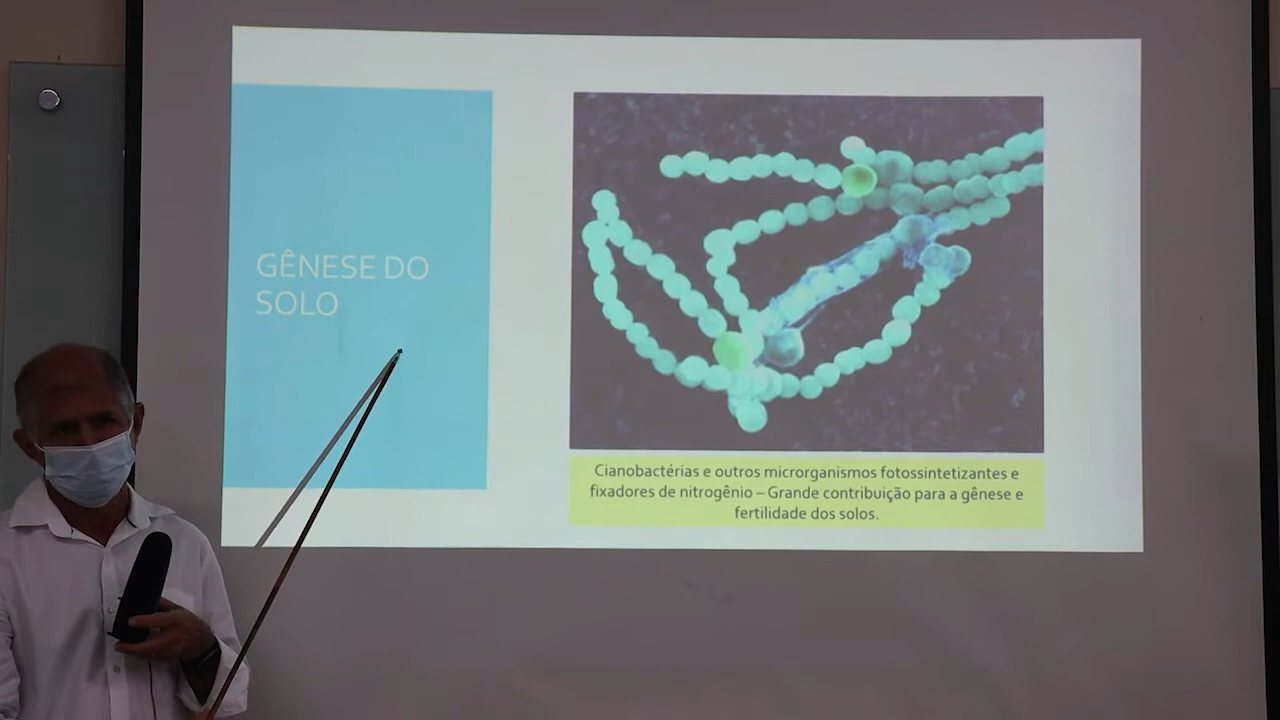 GÊNESE DO
SOLO
Cianobactérias e outros microrganismos fotossintetizantes e
fixadores de nitrogênio – Grande contribuição para a gênese e
fertilidade dos solos.